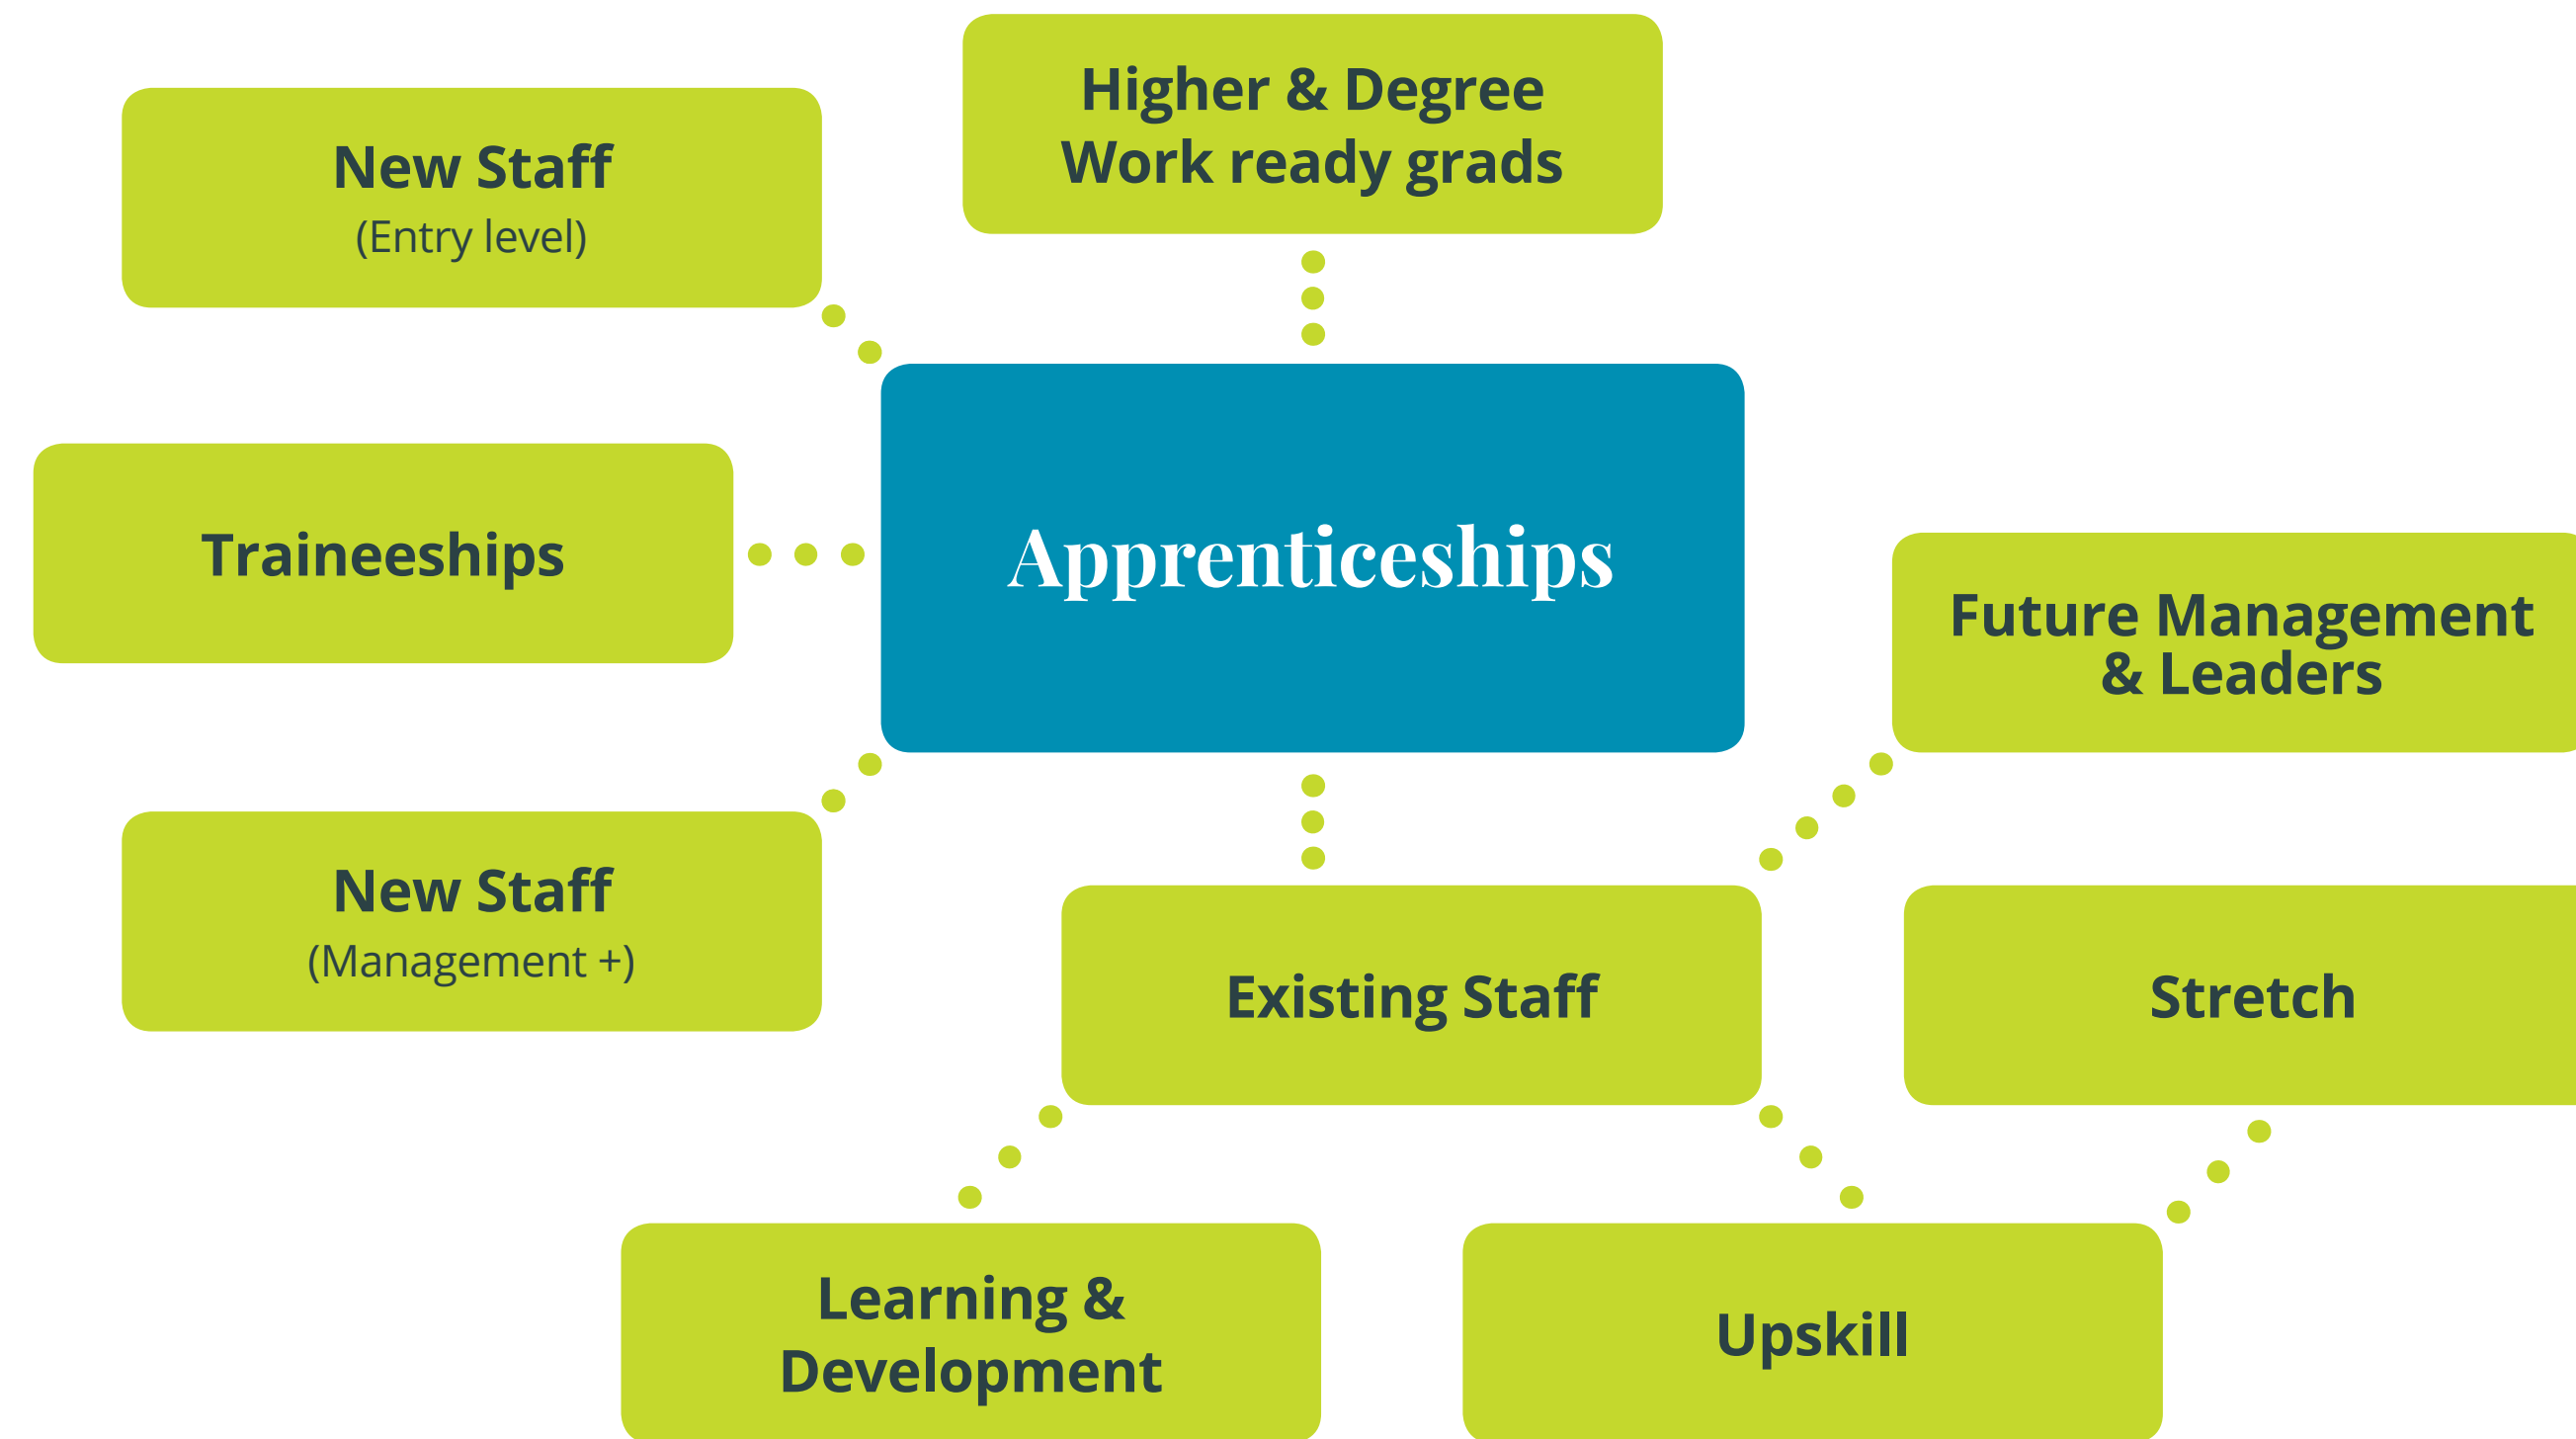 Higher & Degree
Work ready grads
New Staff
(Entry level)
Apprenticeships
Traineeships
Future Management
& Leaders
New Staff
(Management +)
Existing Staff
Stretch
Learning &
Development
Upskill